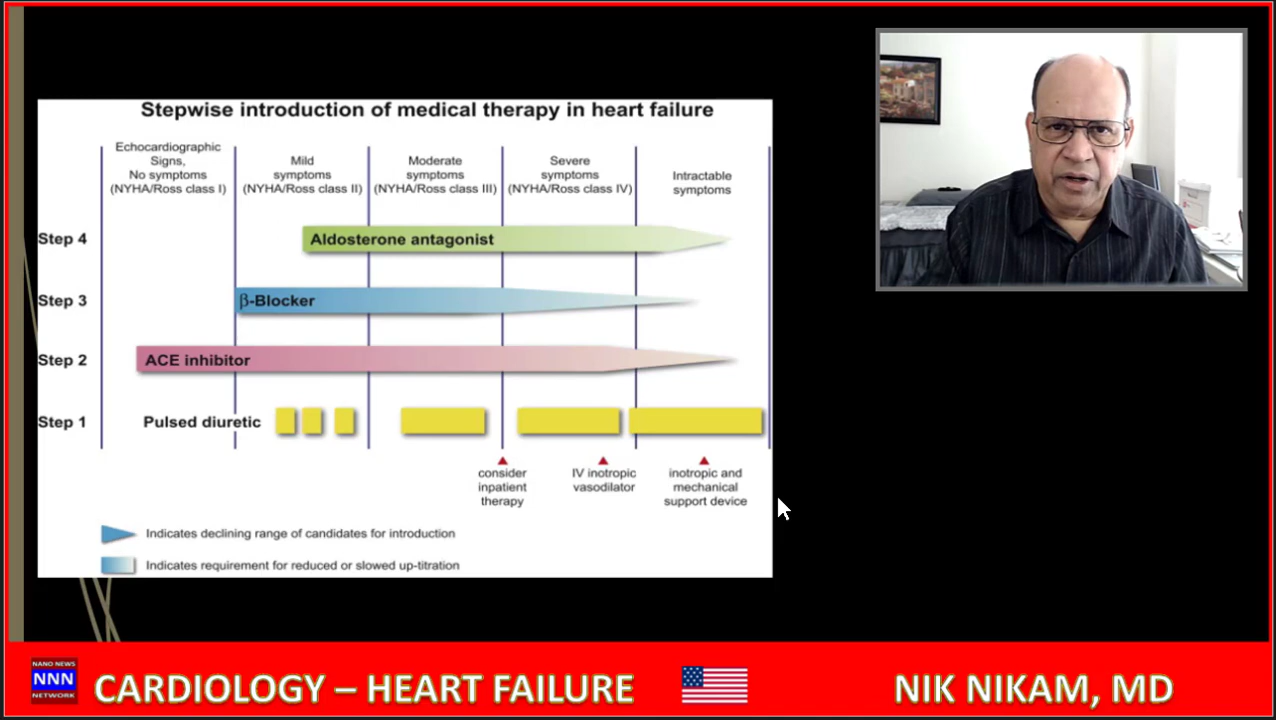 Stepwise introduction of medical therapy in heart failure
Echocardiographic
Signs,
No symptoms
(NYHA/Ross class I)
Mild
symptoms
(NYHA/Ross class II)
Moderate
symptoms
(NYHA/Ross class III)
Severe
symptoms
(NYHA/Ross class IV)
Intractable
symptoms
Step 4
Aldosterone antagonist
Step 3
β-Blocker
Step 2
ACE inhibitor
Step 1
Pulsed diuretic
consider
inpatient
therapy
IV inotropic
vasodilator
inotropic and
mechanical
support device
Indicates declining range of candidates for introduction
Indicates requirement for reduced or slowed up-titration
NANO NEWS
NNN
NETWORK
CARDIOLOGY – HEART FAILURE
NIK NIKAM, MD